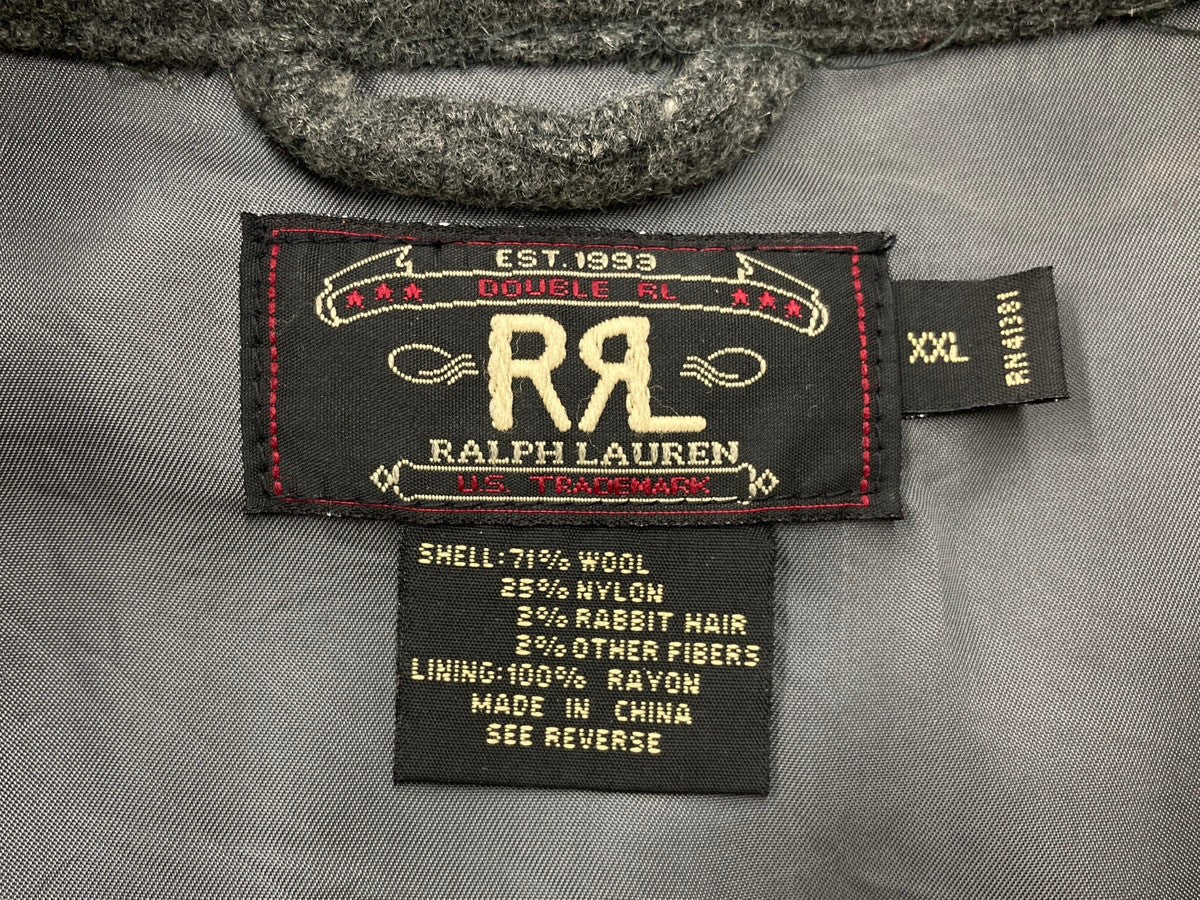 EST. 1993
DOUBLE RL
RRL
RALPH LAUREN
U.S. TRADEMARK
XXL
RN41381
SHELL: 71% WOOL
25% NYLON
2% RABBIT HAIR
2% OTHER FIBERS
LINING: 100% RAYON
MADE IN CHINA
SEE REVERSE